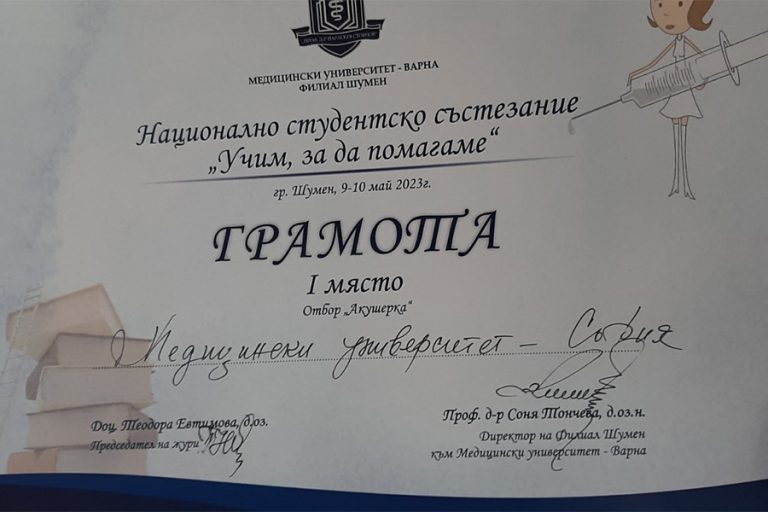 МЕДИЦИНСКИ УНИВЕРСИТЕТ - ВАРНА
ФИЛИАЛ ШУМЕН
Национално студентско състезание
„Учим, за да помагаме“
гр. Шумен, 9-10 май 2023г.
ГРАМОТА
I място
Отбор „Акушерка“
Медицински университет - София
Доц. Теодора Евтимова, д.оз.
Председател на жури
Проф. д-р Соня Тончева, д.оз.н.
Директор на Филиал Шумен
към Медицински университет - Варна